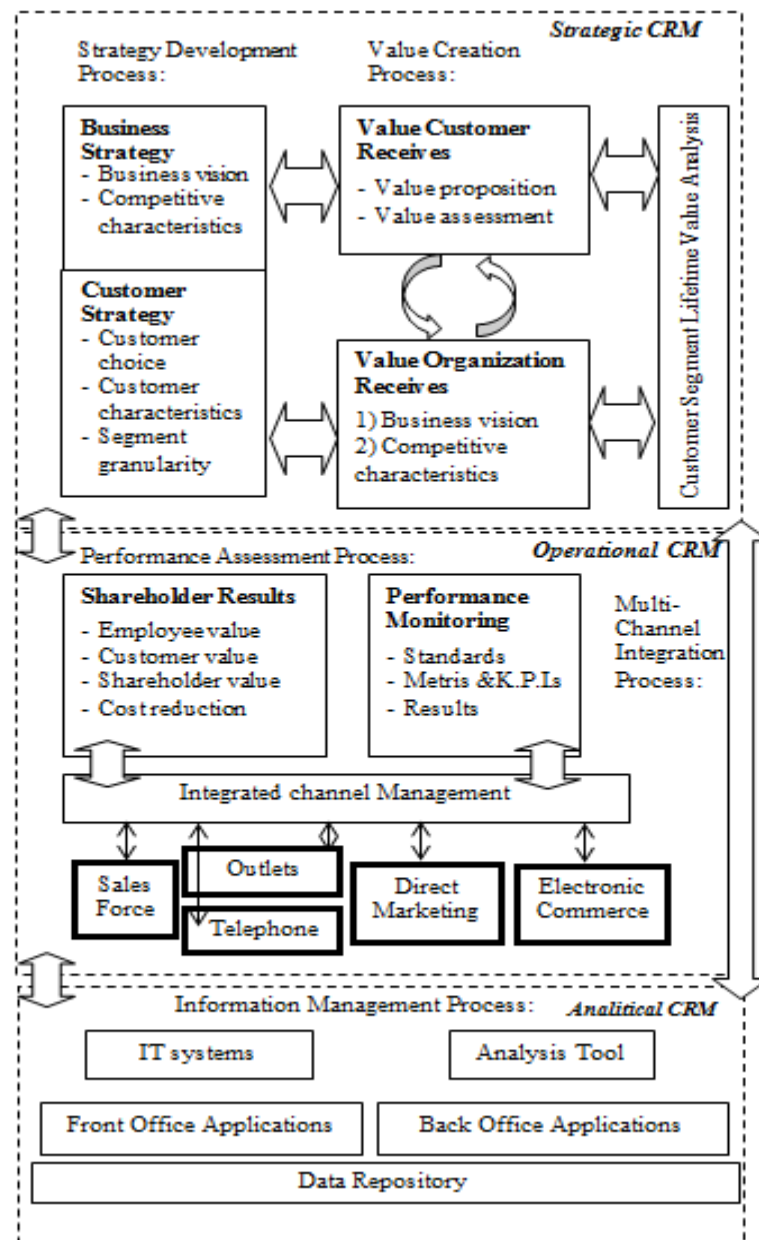 Strategic CRM
Strategy Development
Process:
Value Creation
Process:
Business
Strategy
- Business vision
- Competitive
characteristics
Value Customer
Receives
- Value proposition
- Value assessment
Customer Segment Lifetime Value Analysis
Customer
Strategy
- Customer
choice
- Customer
characteristics
- Segment
granularity
Value Organization
Receives
1) Business vision
2) Competitive
characteristics
Operational CRM
Performance Assessment Process:
Shareholder Results
- Employee value
- Customer value
- Shareholder value
- Cost reduction
Performance
Monitoring
- Standards
- Metris &K.P.Is
- Results
Multi-
Channel
Integration
Process:
Integrated channel Management
Sales
Force
Outlets
Telephone
Direct
Marketing
Electronic
Commerce
Information Management Process:
Analitical CRM
IT systems
Analysis Tool
Front Office Applications
Back Office Applications
Data Repository